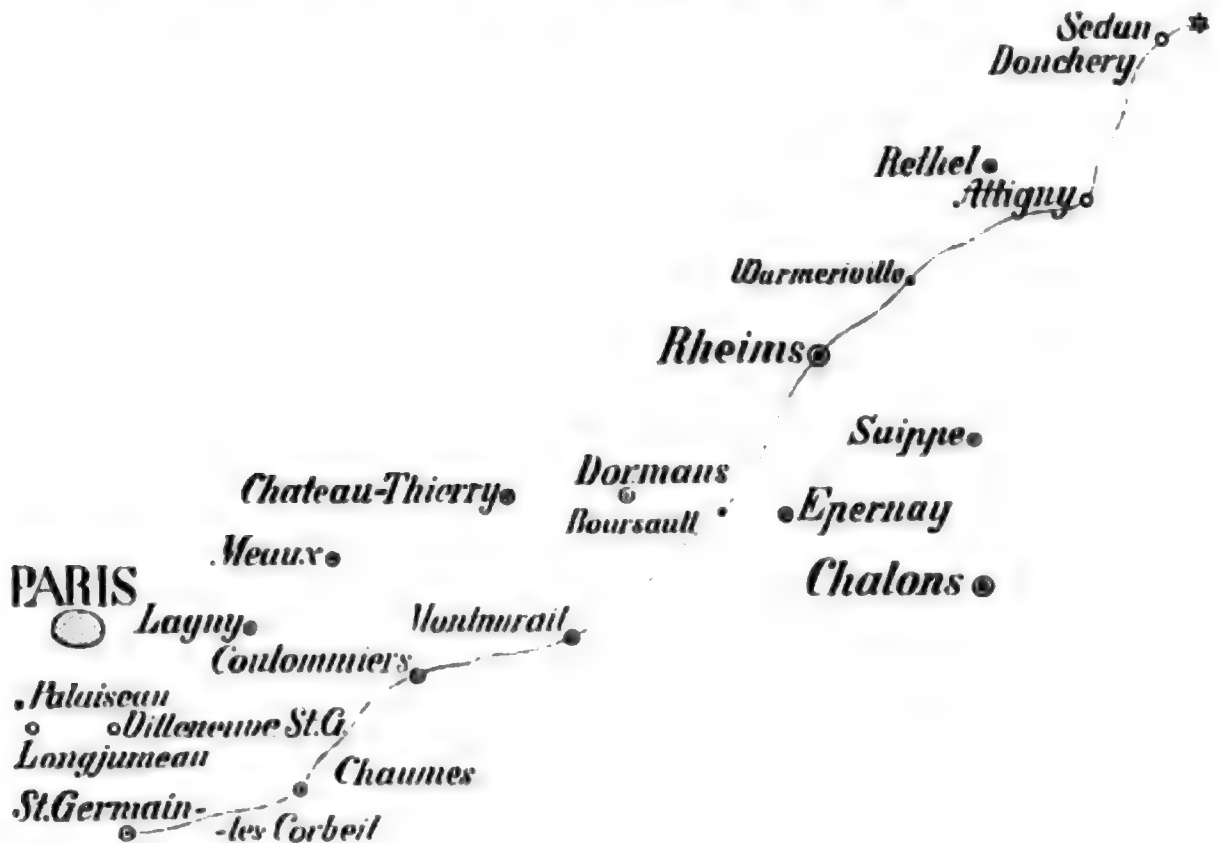 Sedan
Donchery
Rethel
Attigny
Warmeriville
Rheims
Suippe
Dormans
Chateau-Thierry
Boursault
Epernay
Meaux
PARIS
Chalons
Lagny
Montmirail
Coulommiers
Palaiseau
Villeneuve St.G.
Longjumeau
Chaumes
St.Germain-
-les Corbeil